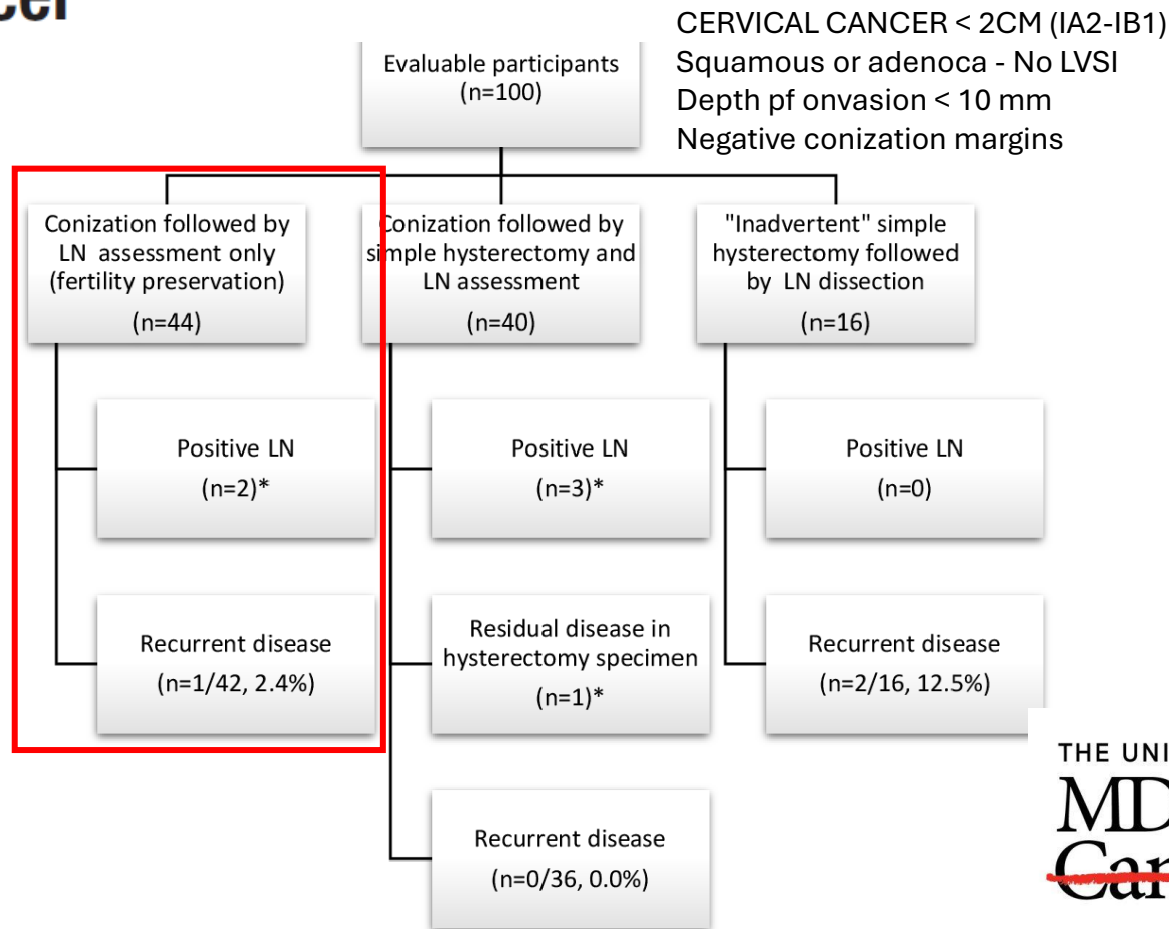 CERVICAL CANCER < 2CM (IA2-IB1)
Squamous or adenoca - No LVSI
Depth pf onvasion < 10 mm
Negative conization margins
Evaluable participants
(n=100)
Conization followed by
LN assessment only
(fertility preservation)
(n=44)
Conization followed by
simple hysterectomy and
LN assessment
(n=40)
"Inadvertent" simple
hysterectomy followed
by LN dissection
(n=16)
Positive LN
(n=2)*
Positive LN
(n=3)*
Positive LN
(n=0)
Recurrent disease
(n=1/42, 2.4%)
Residual disease in
hysterectomy specimen
(n=1)*
Recurrent disease
(n=2/16, 12.5%)
Recurrent disease
(n=0/36, 0.0%)
THE UNI
MD
Can